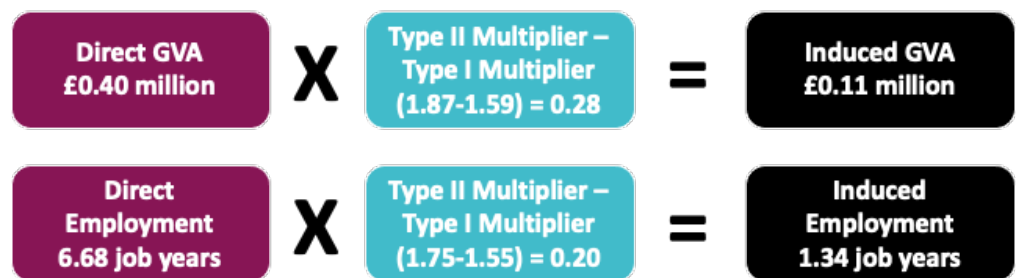 Direct GVA
£0.40 million
X
Type II Multiplier –
Type I Multiplier
(1.87-1.59) = 0.28
=
Induced GVA
£0.11 million
Direct
Employment
6.68 job years
X
Type II Multiplier –
Type I Multiplier
(1.75-1.55) = 0.20
=
Induced
Employment
1.34 job years